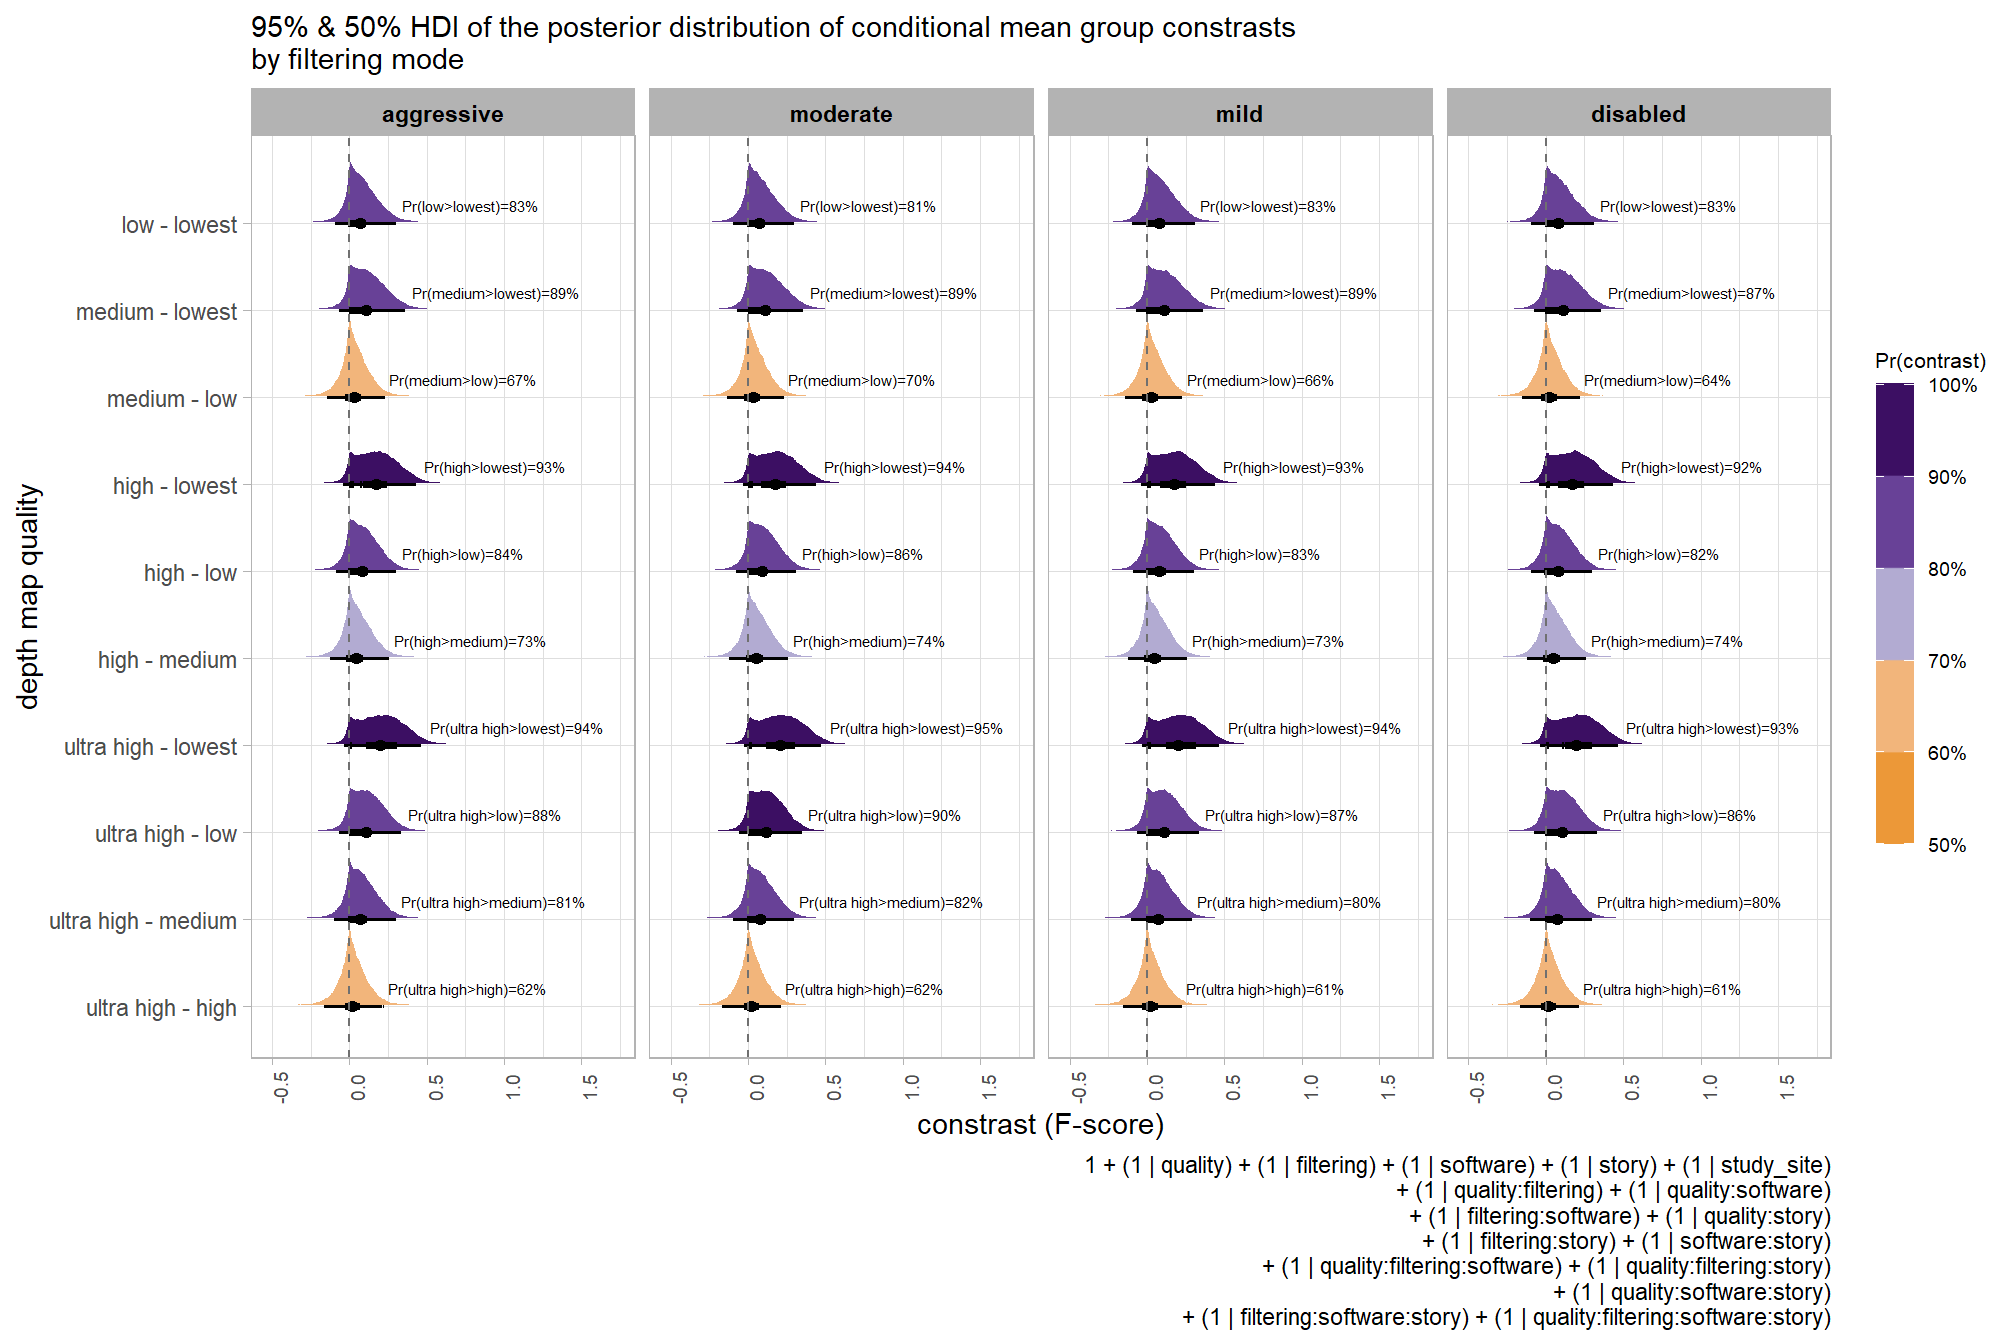 95% & 50% HDI of the posterior distribution of conditional mean group constrasts
by filtering mode
aggressive
moderate
mild
disabled
depth map quality
low - lowest
Pr(low>lowest)=83%
Pr(low>lowest)=81%
Pr(low>lowest)=83%
Pr(low>lowest)=83%
medium - lowest
Pr(medium>lowest)=89%
Pr(medium>lowest)=89%
Pr(medium>lowest)=89%
Pr(medium>lowest)=87%
medium - low
Pr(medium>low)=67%
Pr(medium>low)=70%
Pr(medium>low)=66%
Pr(medium>low)=64%
high - lowest
Pr(high>lowest)=93%
Pr(high>lowest)=94%
Pr(high>lowest)=93%
Pr(high>lowest)=92%
high - low
Pr(high>low)=84%
Pr(high>low)=86%
Pr(high>low)=83%
Pr(high>low)=82%
high - medium
Pr(high>medium)=73%
Pr(high>medium)=74%
Pr(high>medium)=73%
Pr(high>medium)=74%
ultra high - lowest
Pr(ultra high>lowest)=94%
Pr(ultra high>lowest)=95%
Pr(ultra high>lowest)=94%
Pr(ultra high>lowest)=93%
ultra high - low
Pr(ultra high>low)=88%
Pr(ultra high>low)=90%
Pr(ultra high>low)=87%
Pr(ultra high>low)=86%
ultra high - medium
Pr(ultra high>medium)=81%
Pr(ultra high>medium)=82%
Pr(ultra high>medium)=80%
Pr(ultra high>medium)=80%
ultra high - high
Pr(ultra high>high)=62%
Pr(ultra high>high)=62%
Pr(ultra high>high)=61%
Pr(ultra high>high)=61%
-0.5 0.0 0.5 1.0 1.5
-0.5 0.0 0.5 1.0 1.5
-0.5 0.0 0.5 1.0 1.5
-0.5 0.0 0.5 1.0 1.5
constrast (F-score)
Pr(contrast)
100%
90%
80%
70%
60%
50%
1 + (1 | quality) + (1 | filtering) + (1 | software) + (1 | story) + (1 | study_site)
+ (1 | quality:filtering) + (1 | quality:software)
+ (1 | filtering:software) + (1 | quality:story)
+ (1 | filtering:story) + (1 | software:story)
+ (1 | quality:filtering:software) + (1 | quality:filtering:story)
+ (1 | quality:software:story)
+ (1 | filtering:software:story) + (1 | quality:filtering:software:story)